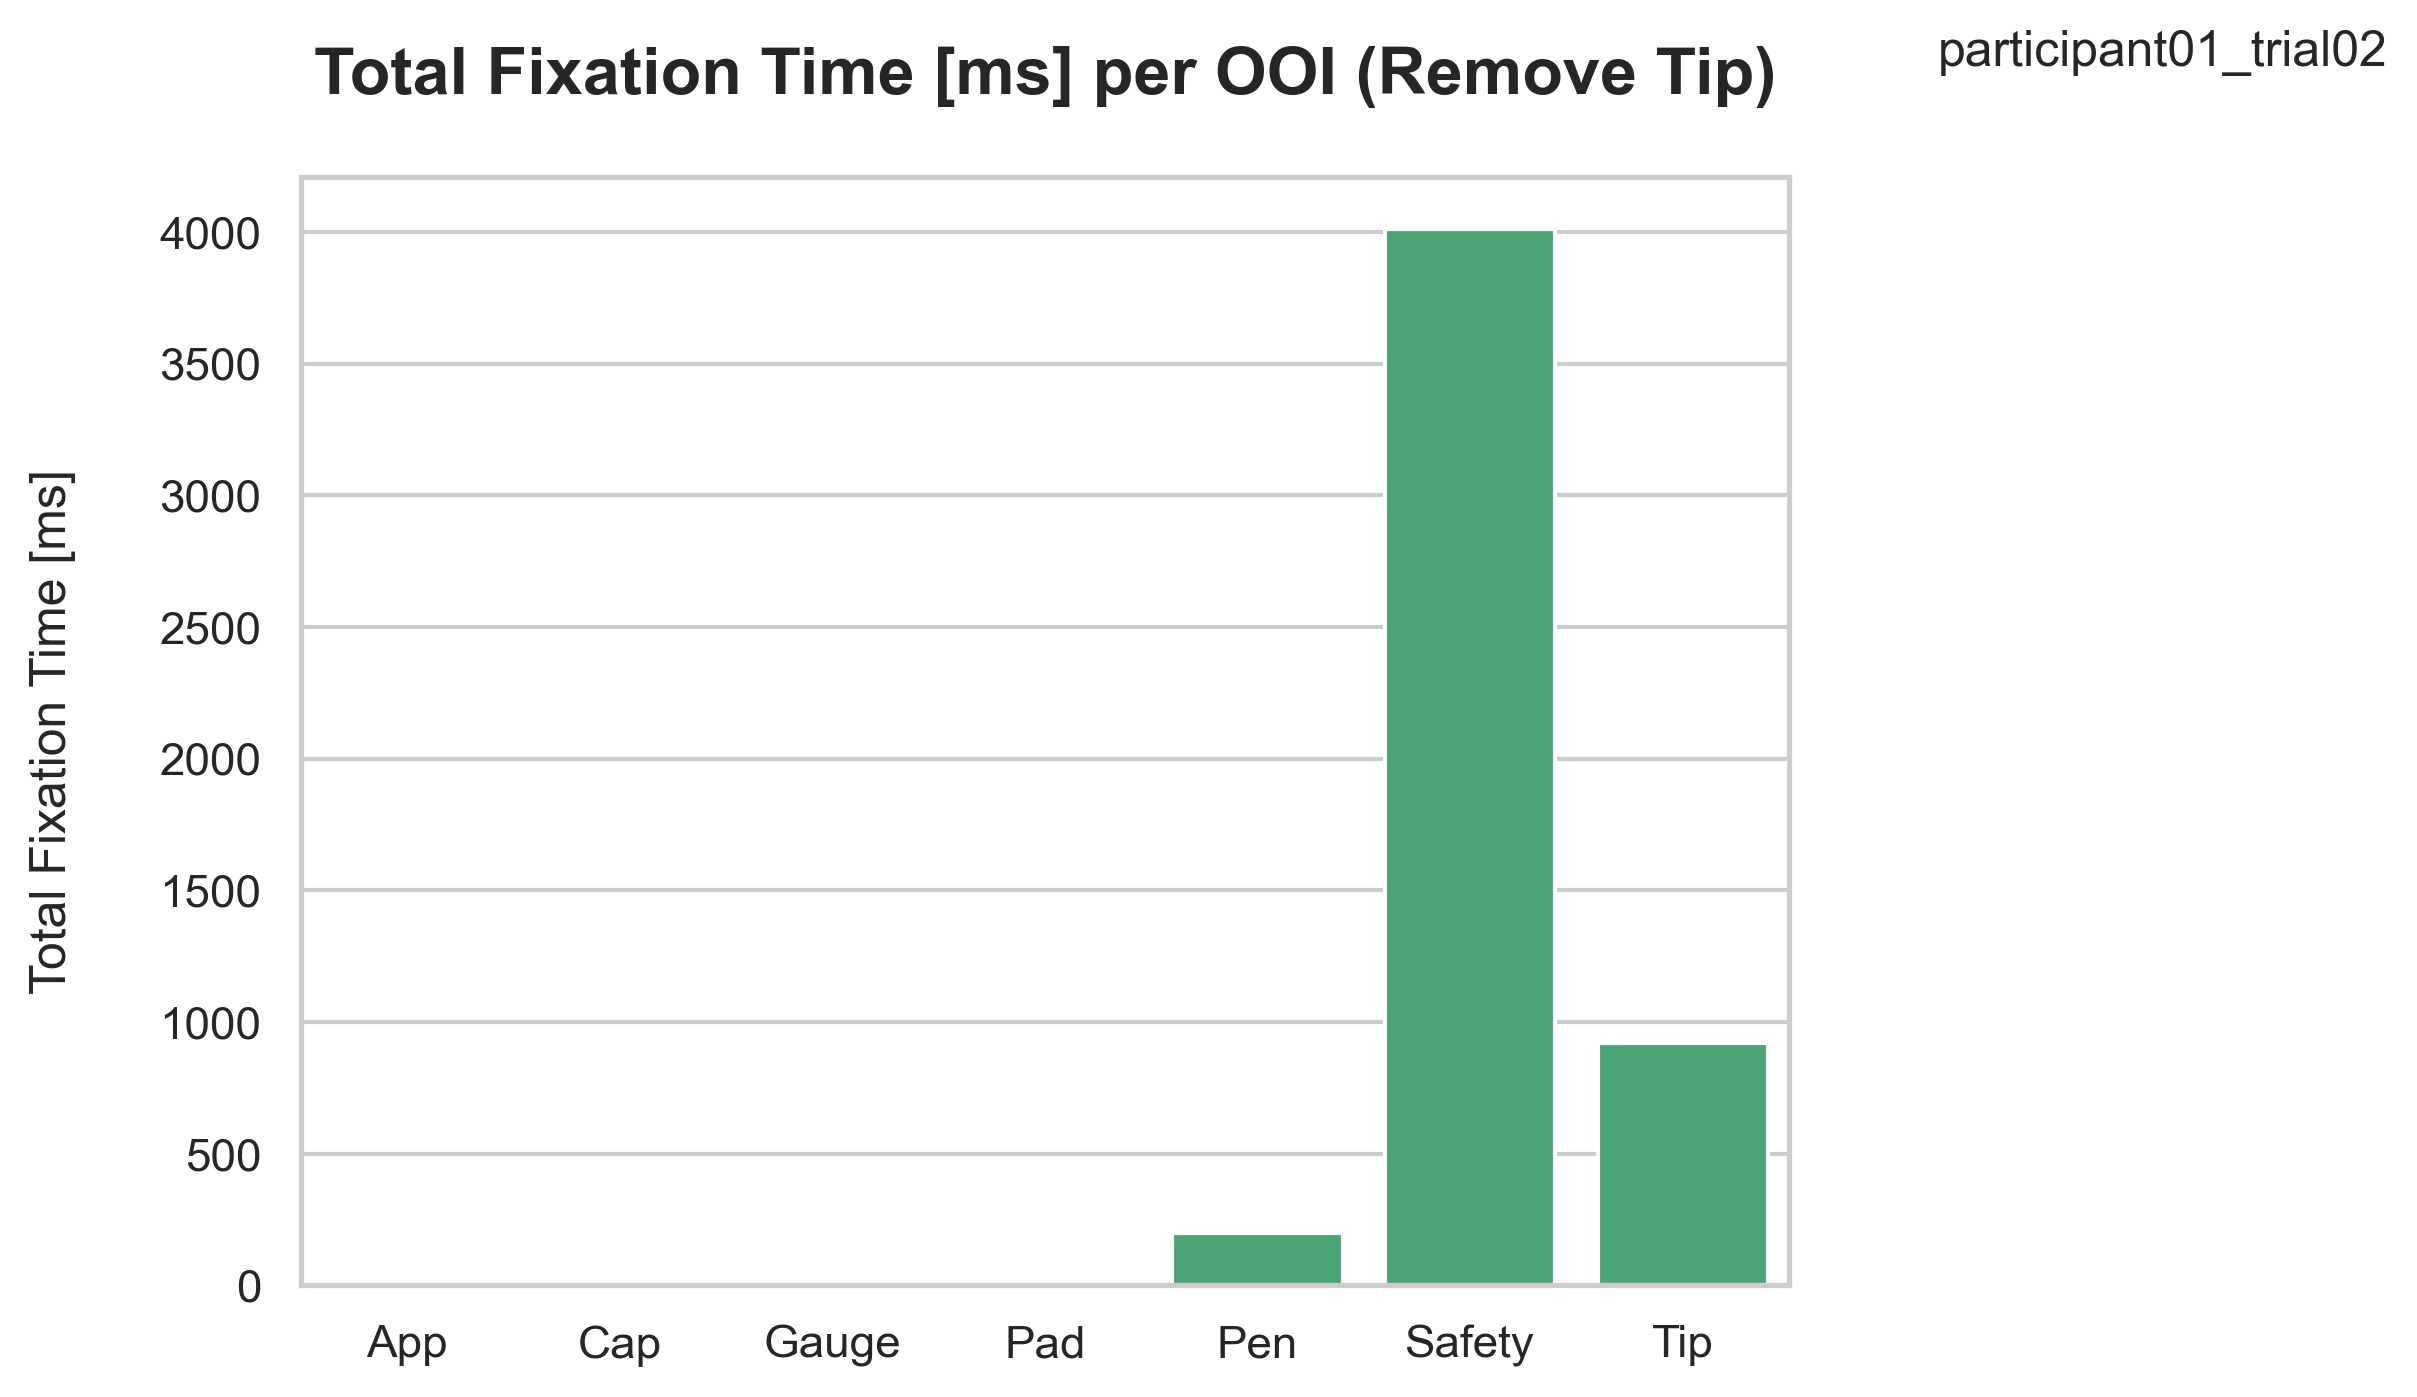 Total Fixation Time [ms] per OOI (Remove Tip)
participant01_trial02
Total Fixation Time [ms]
4000
3500
3000
2500
2000
1500
1000
500
0
App
Cap
Gauge
Pad
Pen
Safety
Tip